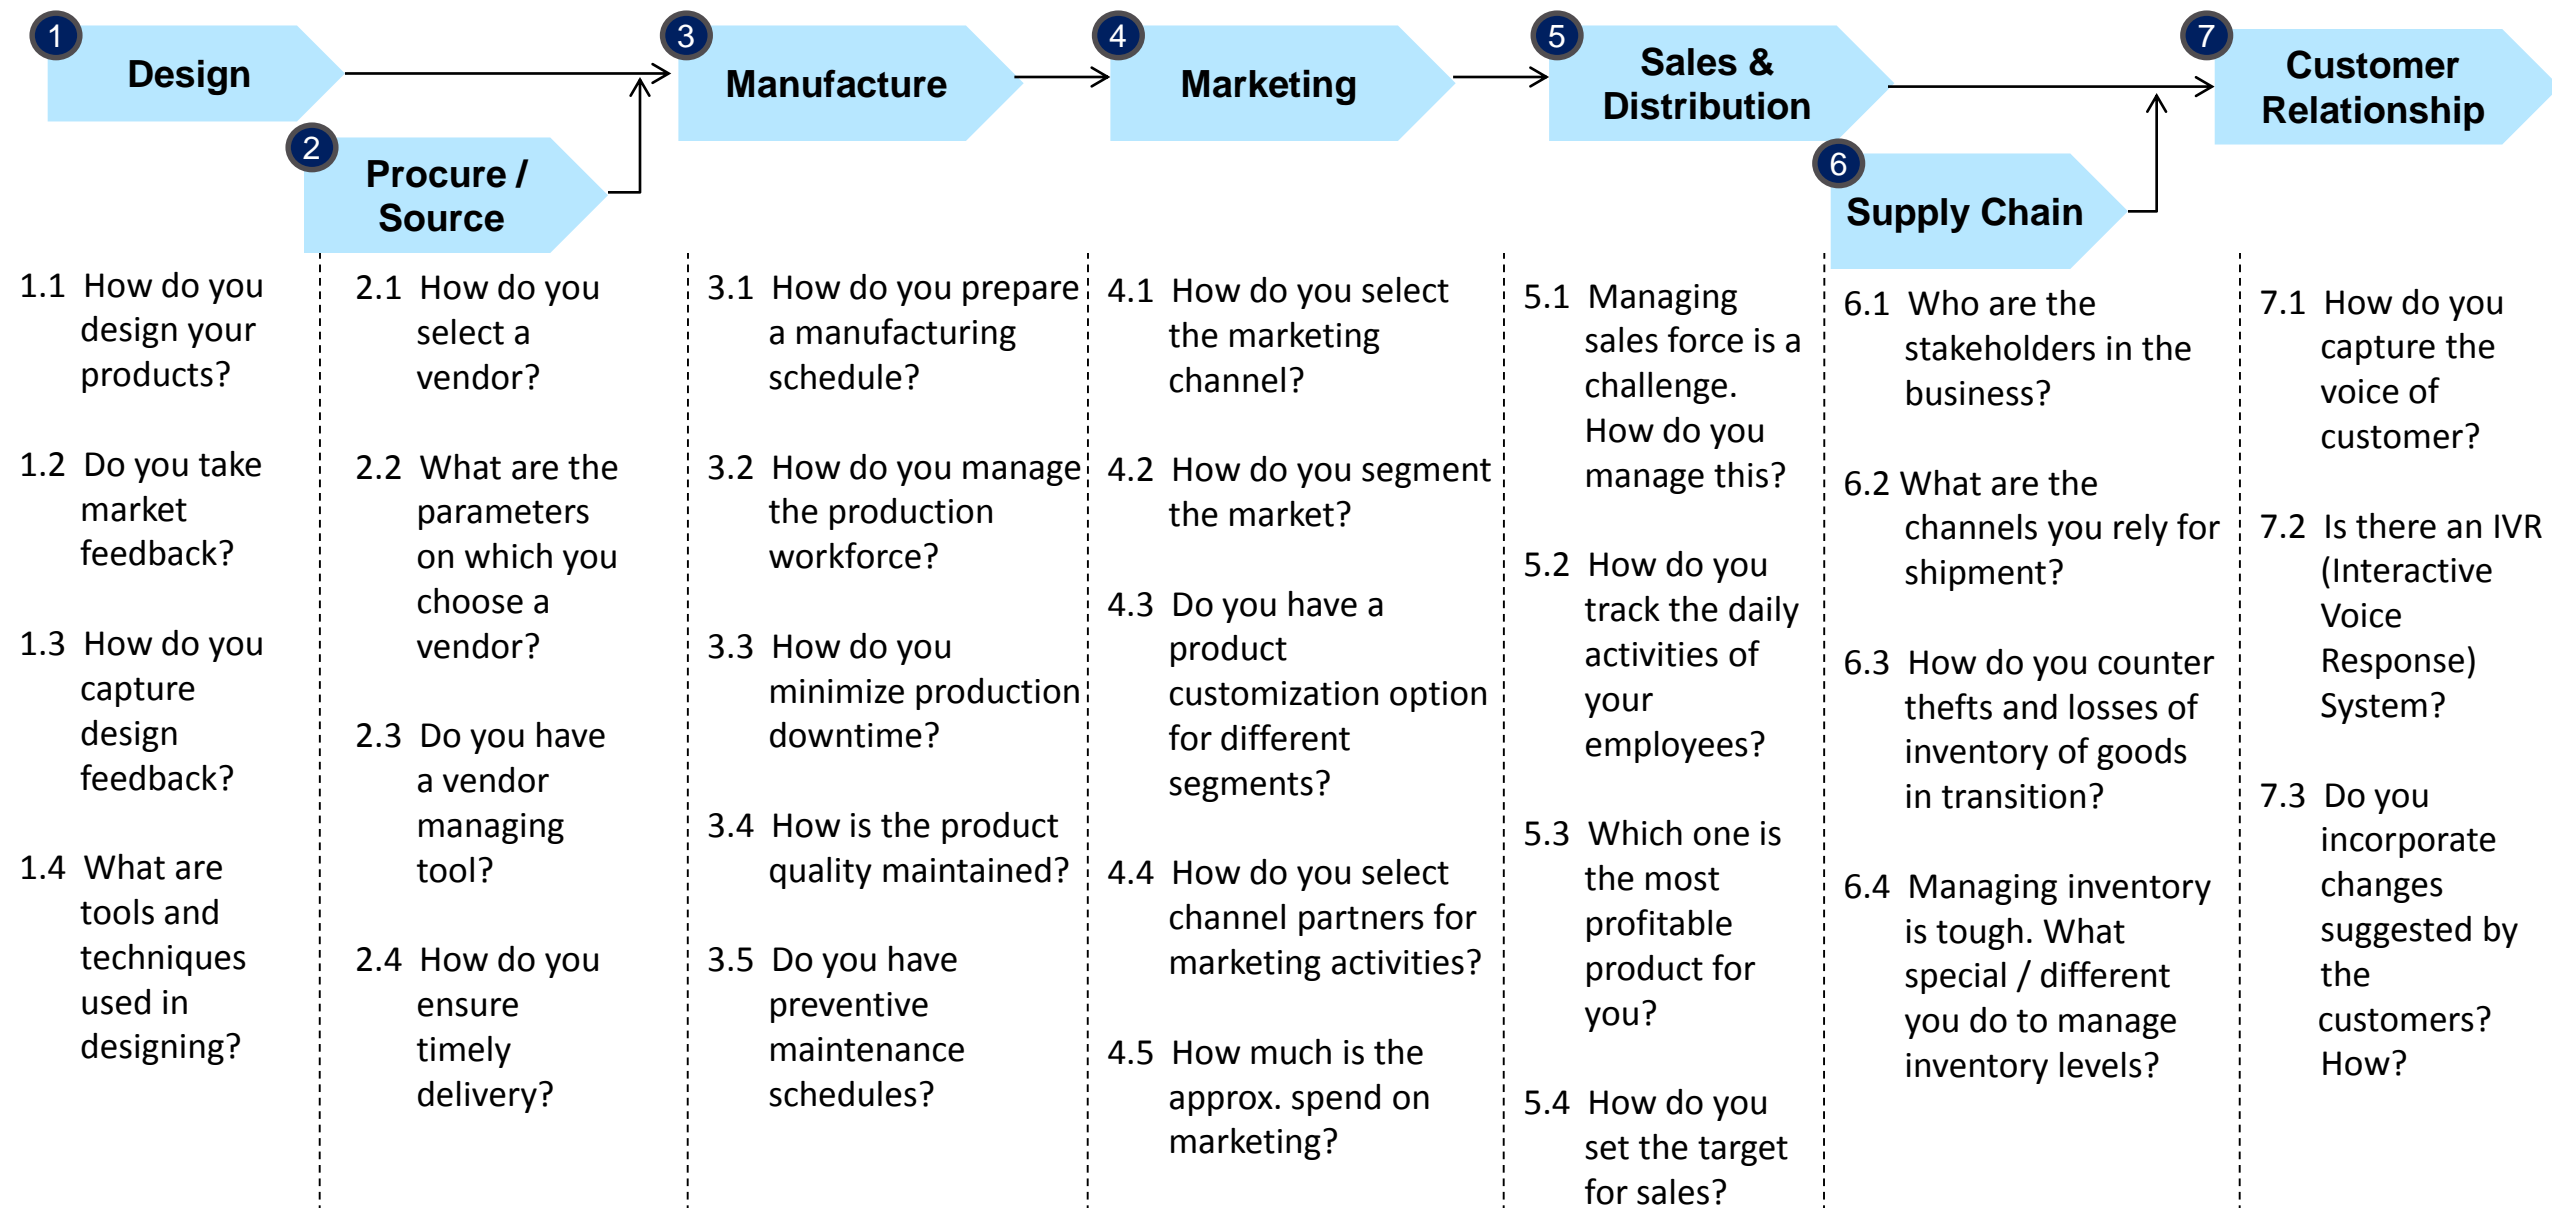 1
Design
2
Procure /
Source
3
Manufacture
4
Marketing
5
Sales &
Distribution
6
Supply Chain
7
Customer
Relationship
1.1 How do you
design your
products?
1.2 Do you take
market
feedback?
1.3 How do you
capture
design
feedback?
1.4 What are
tools and
techniques
used in
designing?
2.1 How do you
select a
vendor?
2.2 What are the
parameters
on which you
choose a
vendor?
2.3 Do you have
a vendor
managing
tool?
2.4 How do you
ensure
timely
delivery?
3.1 How do you prepare
a manufacturing
schedule?
3.2 How do you manage
the production
workforce?
3.3 How do you
minimize production
downtime?
3.4 How is the product
quality maintained?
3.5 Do you have
preventive
maintenance
schedules?
4.1 How do you select
the marketing
channel?
4.2 How do you segment
the market?
4.3 Do you have a
product
customization option
for different
segments?
4.4 How do you select
channel partners for
marketing activities?
4.5 How much is the
approx. spend on
marketing?
5.1 Managing
sales force is a
challenge.
How do you
manage this?
5.2 How do you
track the daily
activities of
your
employees?
5.3 Which one is
the most
profitable
product for
you?
5.4 How do you
set the target
for sales?
6.1 Who are the
stakeholders in the
business?
6.2 What are the
channels you rely for
shipment?
6.3 How do you counter
thefts and losses of
inventory of goods
in transition?
6.4 Managing inventory
is tough. What
special / different
you do to manage
inventory levels?
7.1 How do you
capture the
voice of
customer?
7.2 Is there an IVR
(Interactive
Voice
Response)
System?
7.3 Do you
incorporate
changes
suggested by
the
customers?
How?